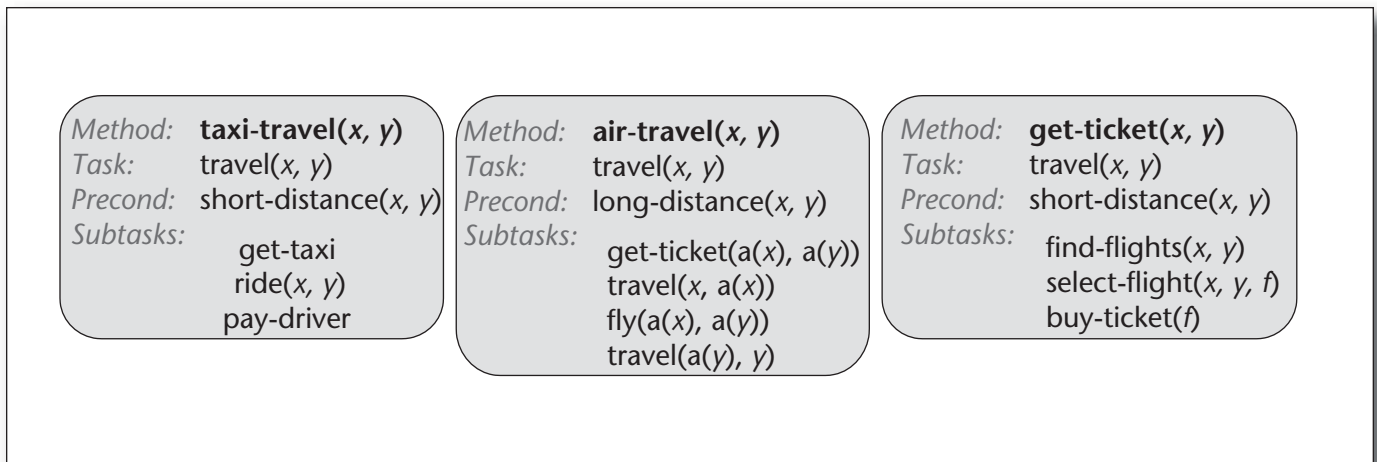 Method: taxi-travel(x, y)
Task: travel(x, y)
Precond: short-distance(x, y)
Subtasks:
get-taxi
ride(x, y)
pay-driver
Method: air-travel(x, y)
Task: travel(x, y)
Precond: long-distance(x, y)
Subtasks:
get-ticket(a(x), a(y))
travel(x, a(x))
fly(a(x), a(y))
travel(a(y), y)
Method: get-ticket(x, y)
Task: travel(x, y)
Precond: short-distance(x, y)
Subtasks:
find-flights(x, y)
select-flight(x, y, f)
buy-ticket(f)